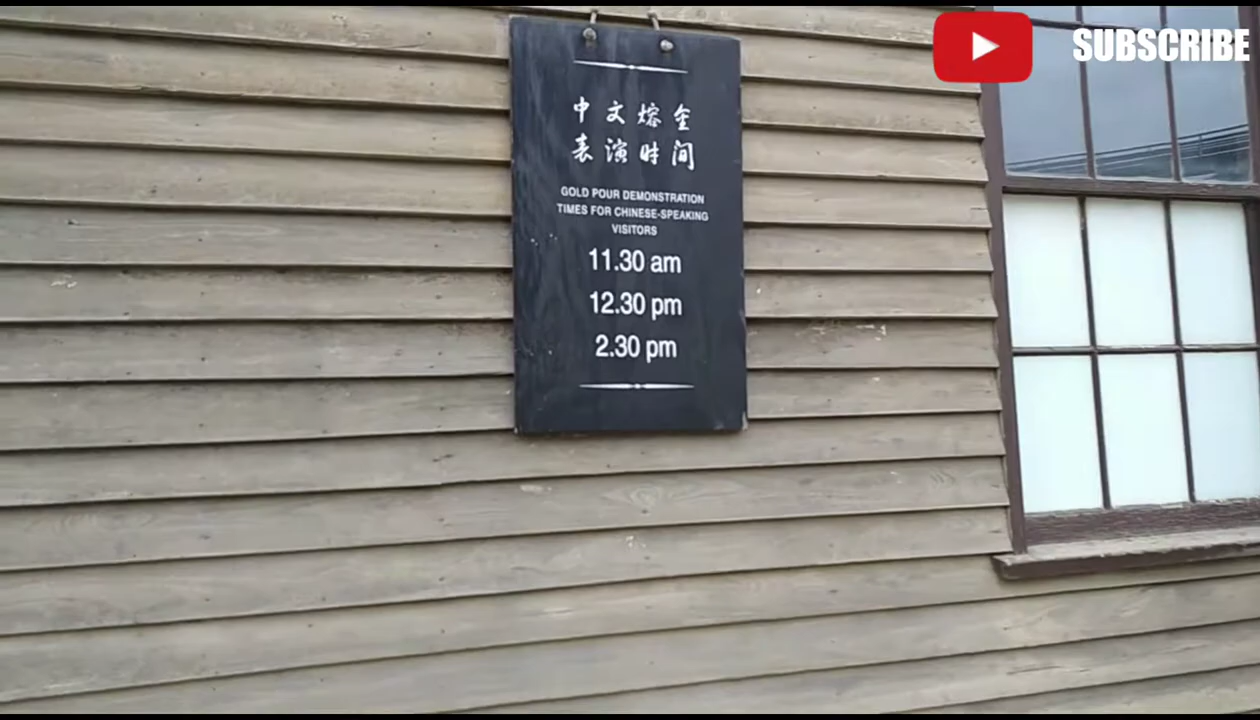 SUBSCRIBE
中文熔金
表演时间
GOLD POUR DEMONSTRATION
TIMES FOR CHINESE-SPEAKING
VISITORS
11.30 am
12.30 pm
2.30 pm